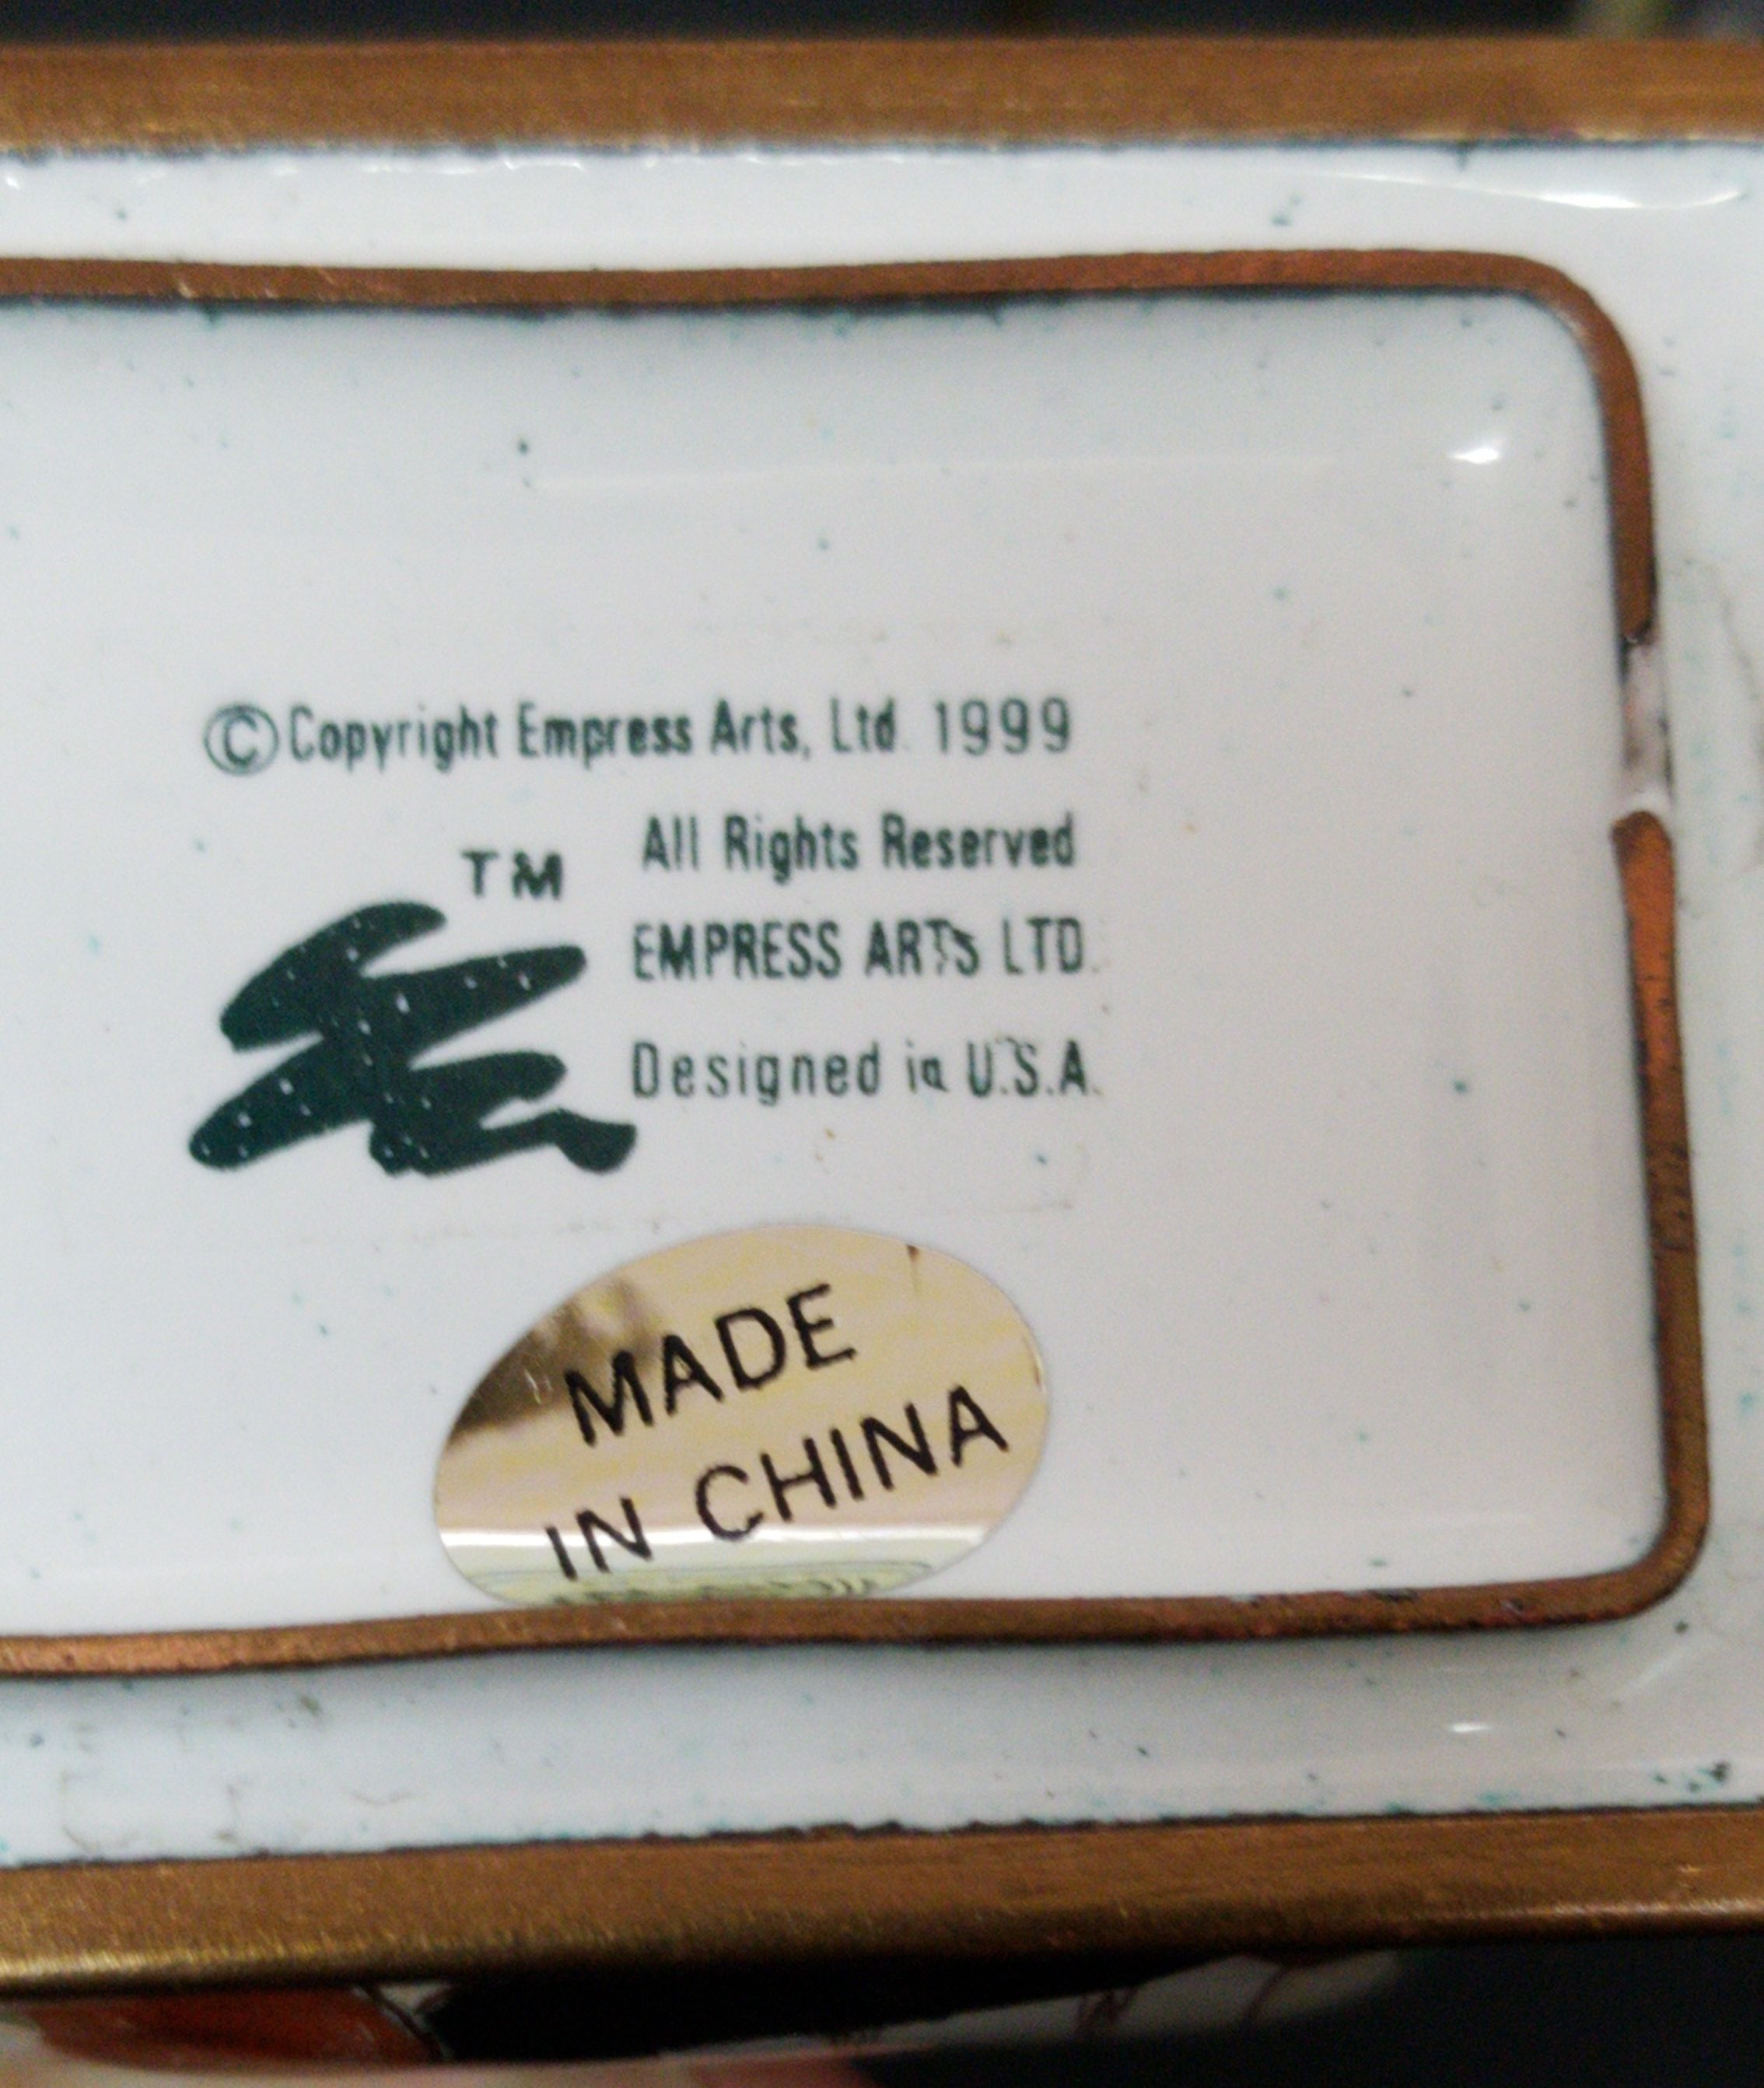 ©Copyright Empress Arts, Ltd. 1999
All Rights Reserved
TM
EMPRESS ARTS LTD.
Designed in U.S.A.
MADE
IN CHINA